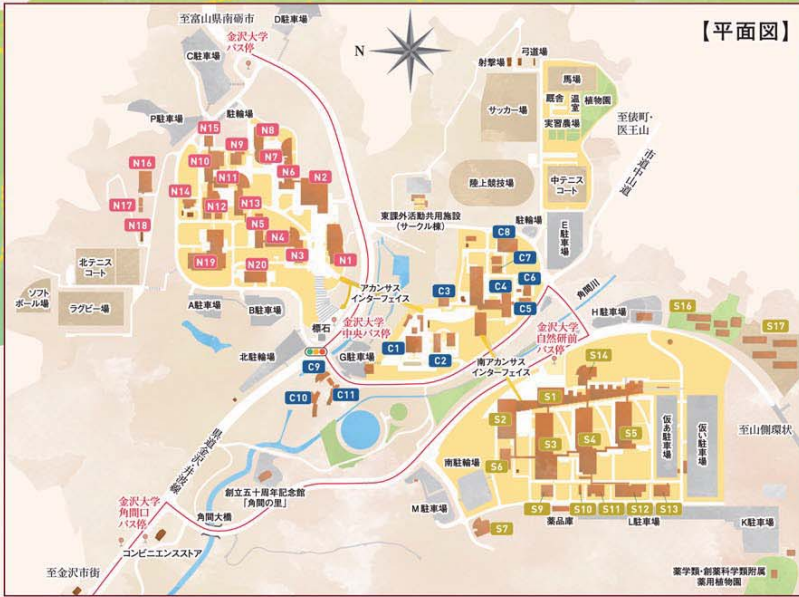 【平面図】
至富山県南砺市
D駐車場
金沢大学
バス停
C駐車場
N
弓道場
射撃場
馬場
厩舎
温室
植物園
サッカー場
実習農場
至俵町・
医王山
市道中山道
P駐車場
駐輪場
N15
N8
N9
N7
N10
N6
N2
N16
N11
N14
N12
N13
N17
N5
N18
N4
N19
N3
N1
N20
陸上競技場
中テニス
コート
東課外活動共用施設
(サークル棟)
駐輪場
E駐車場
C8
C7
C6
C4
C3
C5
角間川
北テニス
コート
ソフト
ボール場
ラグビー場
A駐車場
B駐車場
アカンサス
インターフェイス
標石
金沢大学
中央バス停
北駐輪場
G駐車場
C1
C2
C9
C10
C11
南アカンサス
インターフェイス
金沢大学
自然研前
バス停
H駐車場
S16
S17
S14
S1
S2
S3
S4
S5
S6
仮あ駐車場
仮い駐車場
至山側環状
県道金沢・井波線
南駐輪場
M駐車場
S7
S9
S10
S11
S12
S13
薬品庫
L駐車場
K駐車場
創立五十周年記念館
「角間の里」
金沢大学
角間口
バス停
角間大橋
コンビニエンスストア
至金沢市街
薬学類・創薬科学類附属
薬用植物園